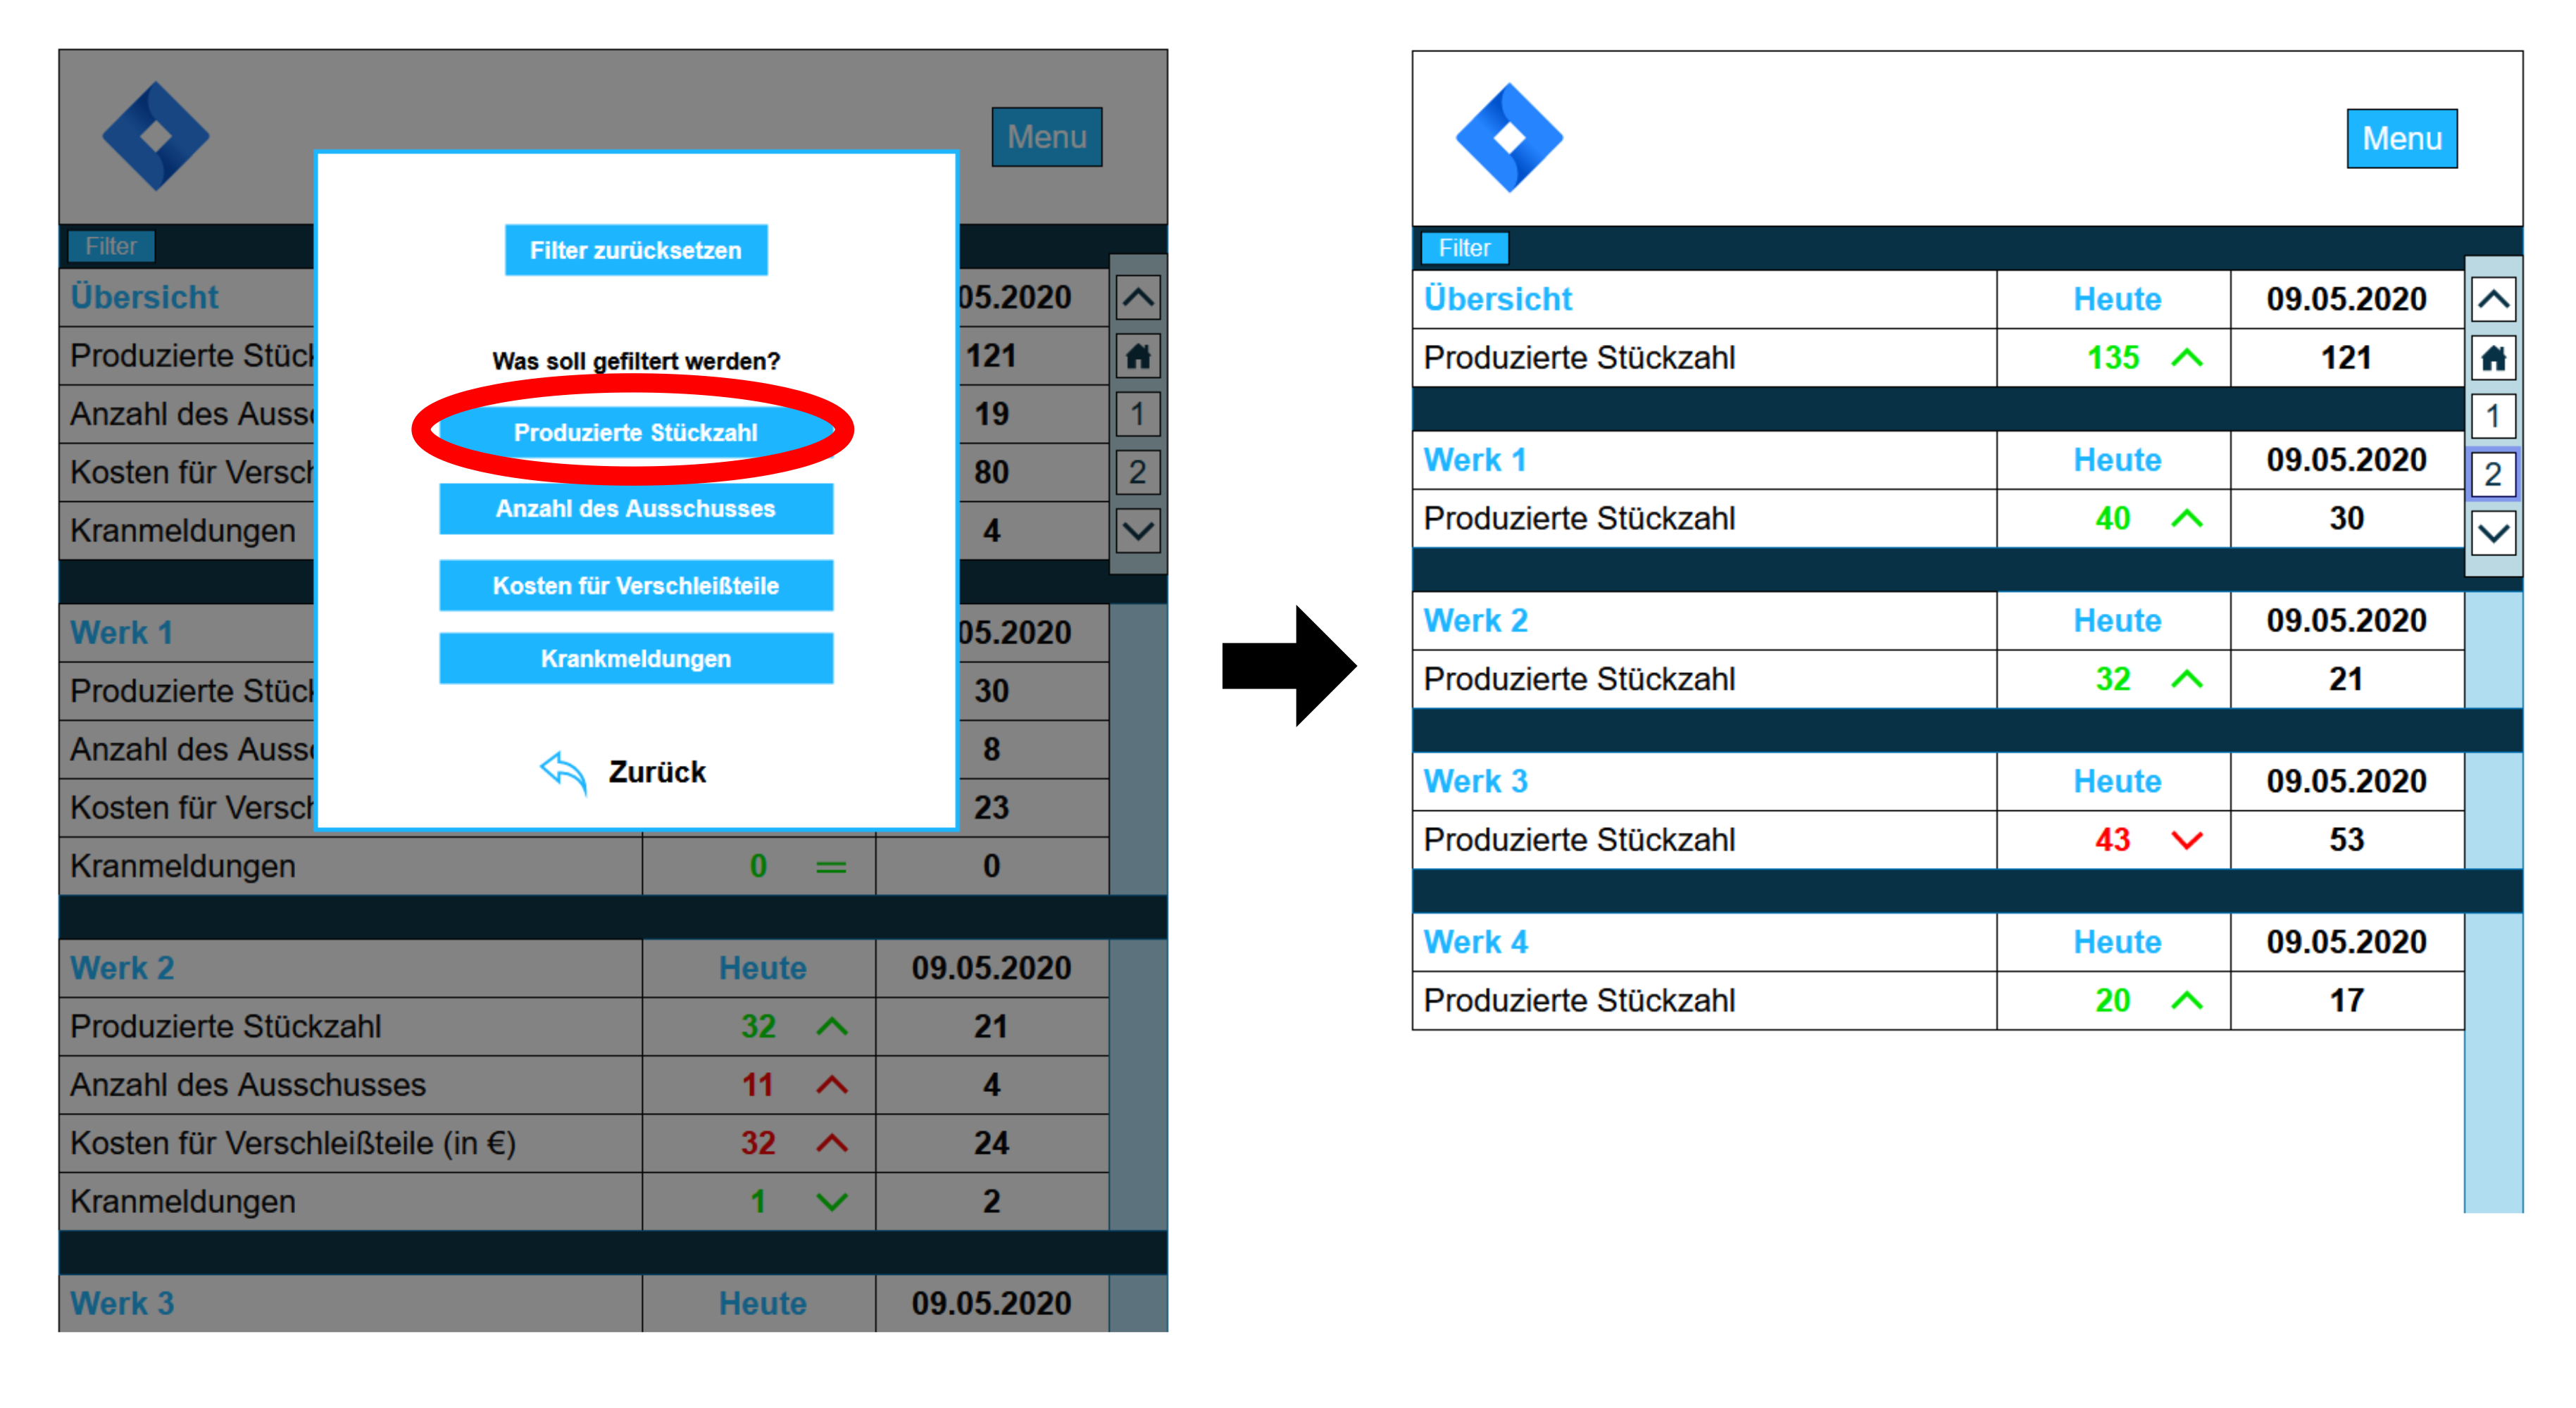 Menu
Filter
Filter zurücksetzen
Übersicht 05.2020
Produzierte Stück 121
Anzahl des Auss 19
Kosten für Versch 80
Kranmeldungen 4
1
2
Was soll gefiltert werden?
Produzierte Stückzahl
Anzahl des Ausschusses
Kosten für Verschleißteile
Krankmeldungen
Zurück
Werk 1 05.2020
Produzierte Stück 30
Anzahl des Auss 8
Kosten für Versch 23
Kranmeldungen 0 = 0
Werk 2 Heute 09.05.2020
Produzierte Stückzahl 32 21
Anzahl des Ausschusses 11 4
Kosten für Verschleißteile (in €) 32 24
Kranmeldungen 1 2
Werk 3 Heute 09.05.2020
Menu
Filter
Übersicht Heute 09.05.2020
Produzierte Stückzahl 135 121
1
2
Werk 1 Heute 09.05.2020
Produzierte Stückzahl 40 30
Werk 2 Heute 09.05.2020
Produzierte Stückzahl 32 21
Werk 3 Heute 09.05.2020
Produzierte Stückzahl 43 53
Werk 4 Heute 09.05.2020
Produzierte Stückzahl 20 17